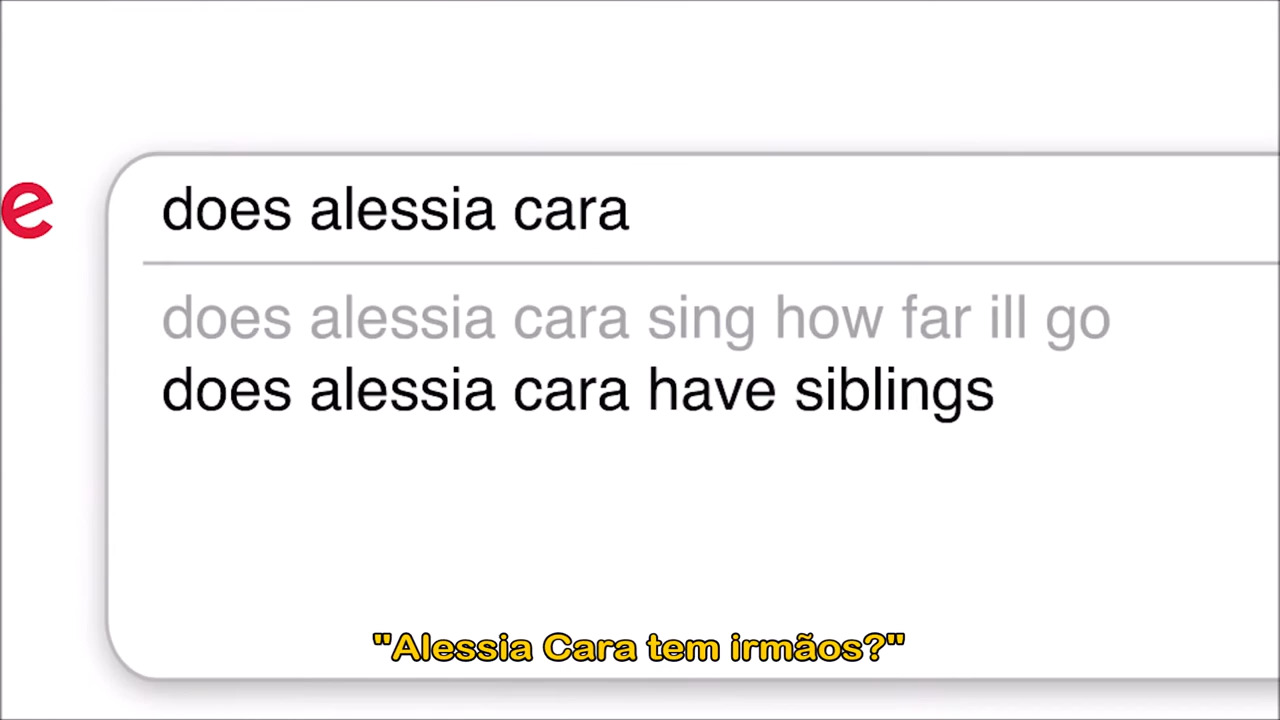 e
does alessia cara
does alessia cara sing how far ill go
does alessia cara have siblings
"Alessia Cara tem irmãos?"